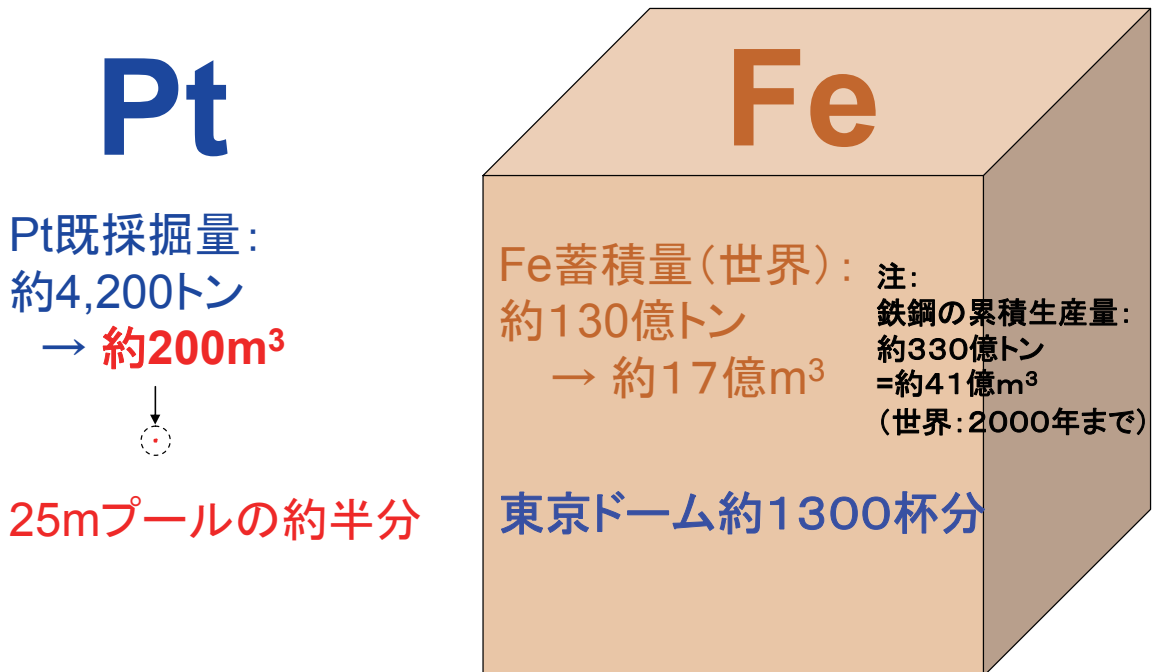 Pt
Pt既採掘量：
約4,200トン
→ 約200m³
25mプールの約半分
Fe
Fe蓄積量（世界）：
約１３０億トン
→ 約１７億m³
注：
鉄鋼の累積生産量：
約３３０億トン
=約４１億ｍ³
（世界：２０００年まで）
東京ドーム約１３００杯分